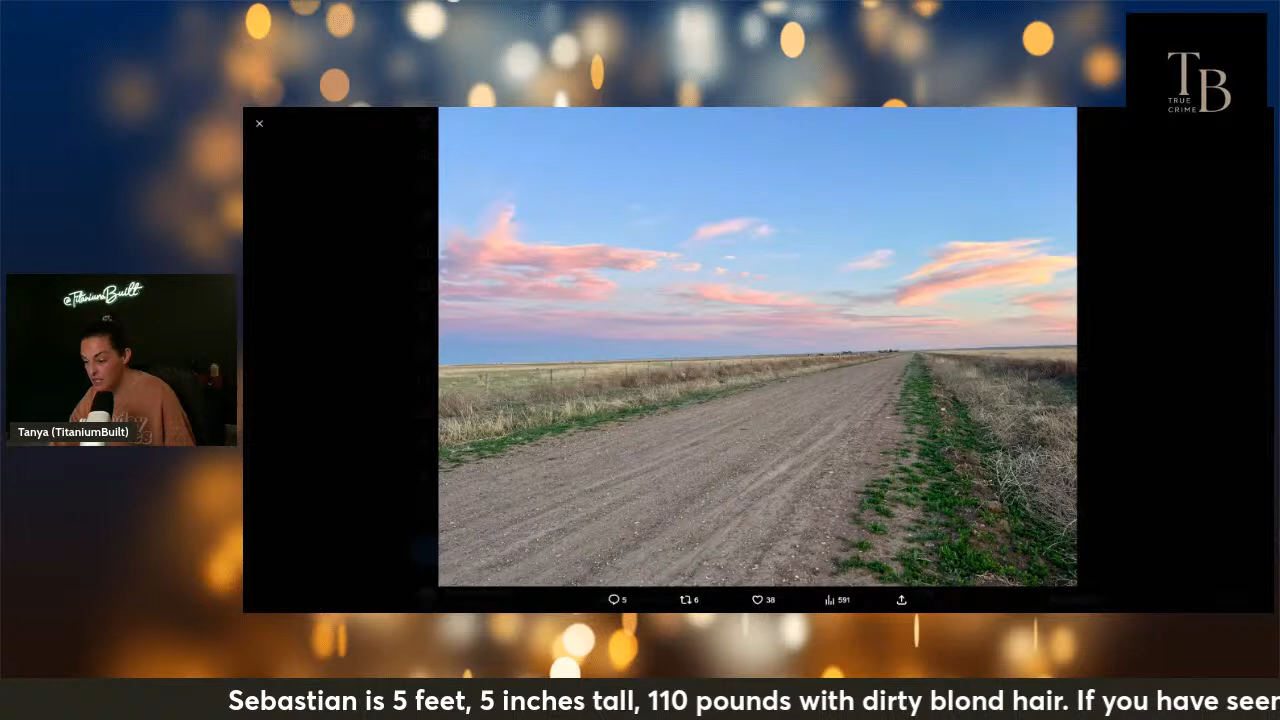 TB
TRUE
CRIME
×
@TitaniumBuilt
Tanya (TitaniumBuilt)
5 6 38 591
Sebastian is 5 feet, 5 inches tall, 110 pounds with dirty blond hair. If you have seen